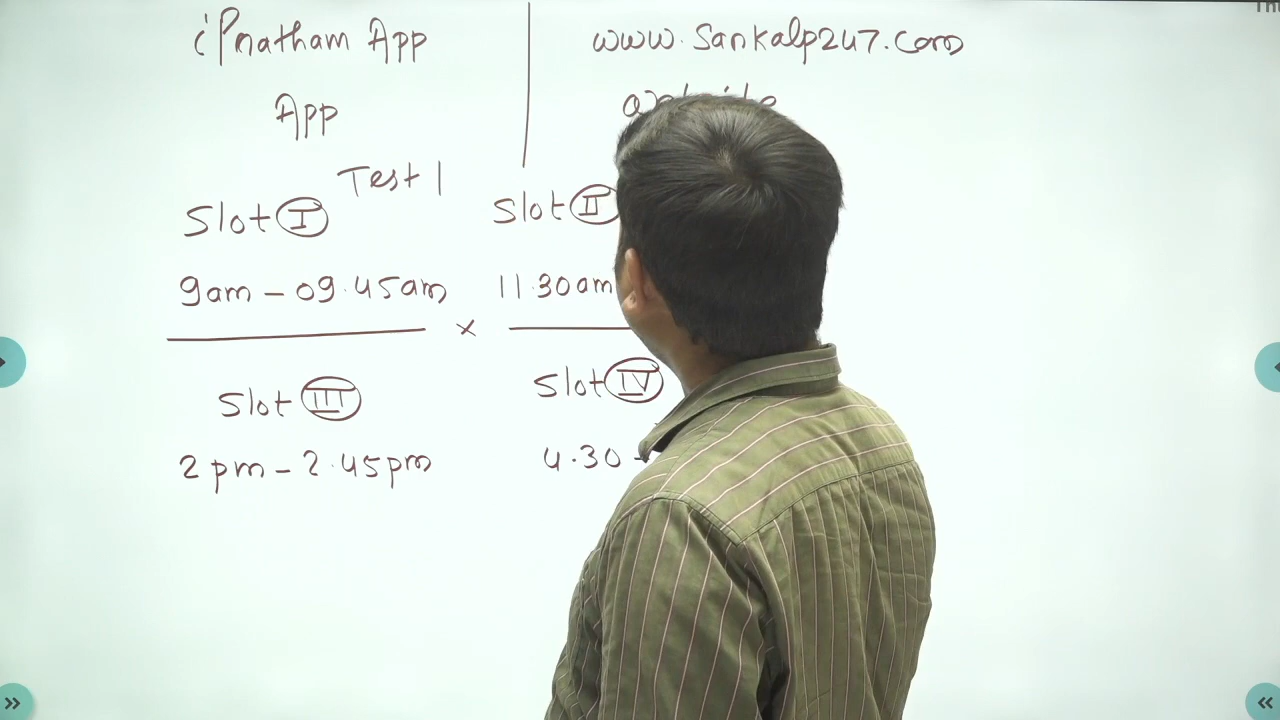 iPratham App
App
www.Sankalp247.com
Test 1
Slot I
9am - 09.45am
Slot II
11.30am
Slot III
2pm - 2.45pm
Slot IV
4.30 -